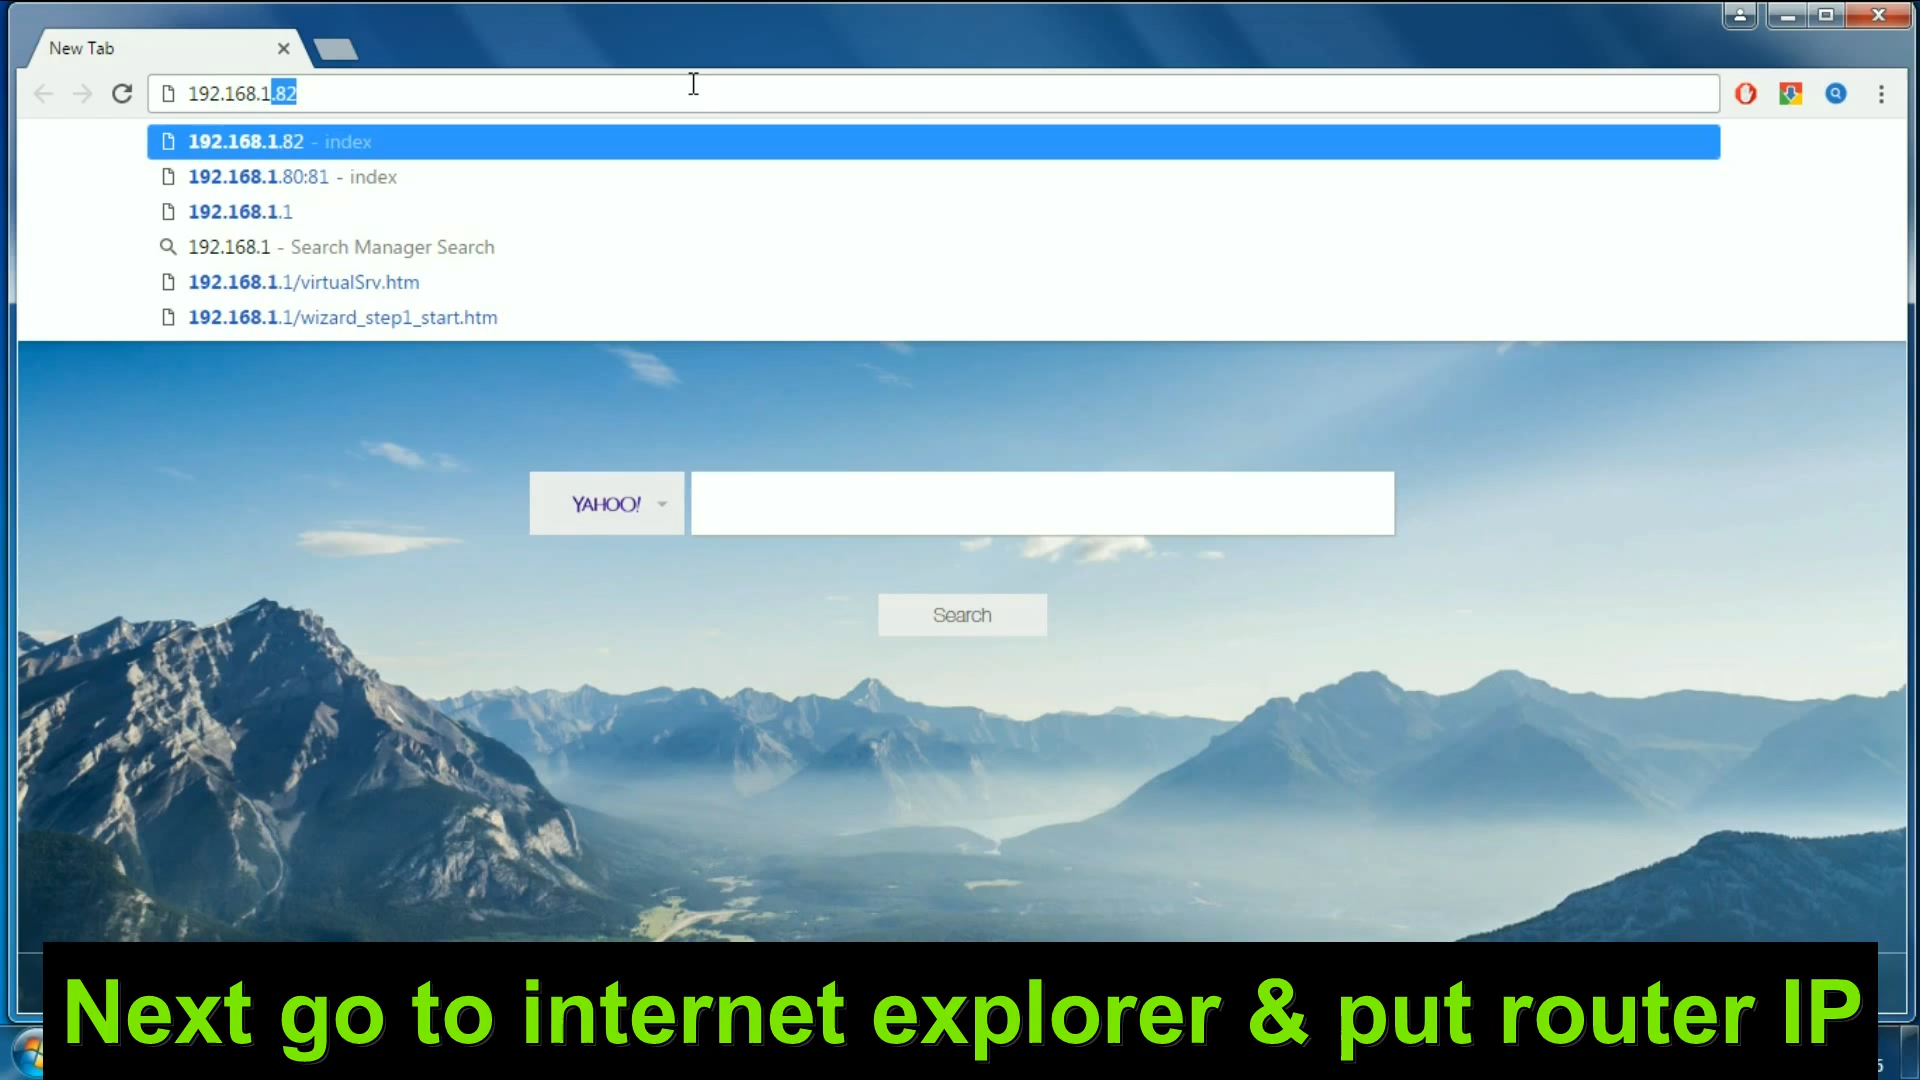 New Tab
192.168.1.82
192.168.1.82 - index
192.168.1.80:81 - index
192.168.1.1
192.168.1 - Search Manager Search
192.168.1.1/virtualSrv.htm
192.168.1.1/wizard_step1_start.htm
YAHOO!
Search
Next go to internet explorer & put router IP